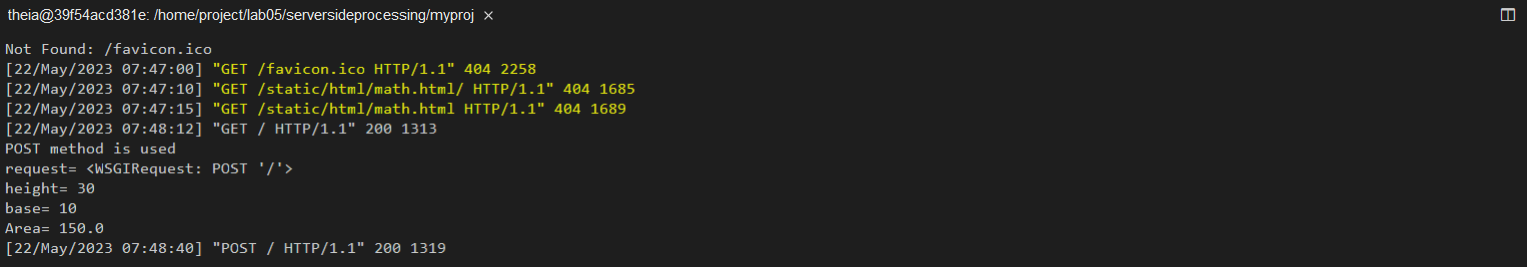 theia@39f54acd381e: /home/project/lab05/serversideprocessing/myproj ×
Not Found: /favicon.ico
[22/May/2023 07:47:00] "GET /favicon.ico HTTP/1.1" 404 2258
[22/May/2023 07:47:10] "GET /static/html/math.html/ HTTP/1.1" 404 1685
[22/May/2023 07:47:15] "GET /static/html/math.html HTTP/1.1" 404 1689
[22/May/2023 07:48:12] "GET / HTTP/1.1" 200 1313
POST method is used
request= <WSGIRequest: POST '/'>
height= 30
base= 10
Area= 150.0
[22/May/2023 07:48:40] "POST / HTTP/1.1" 200 1319